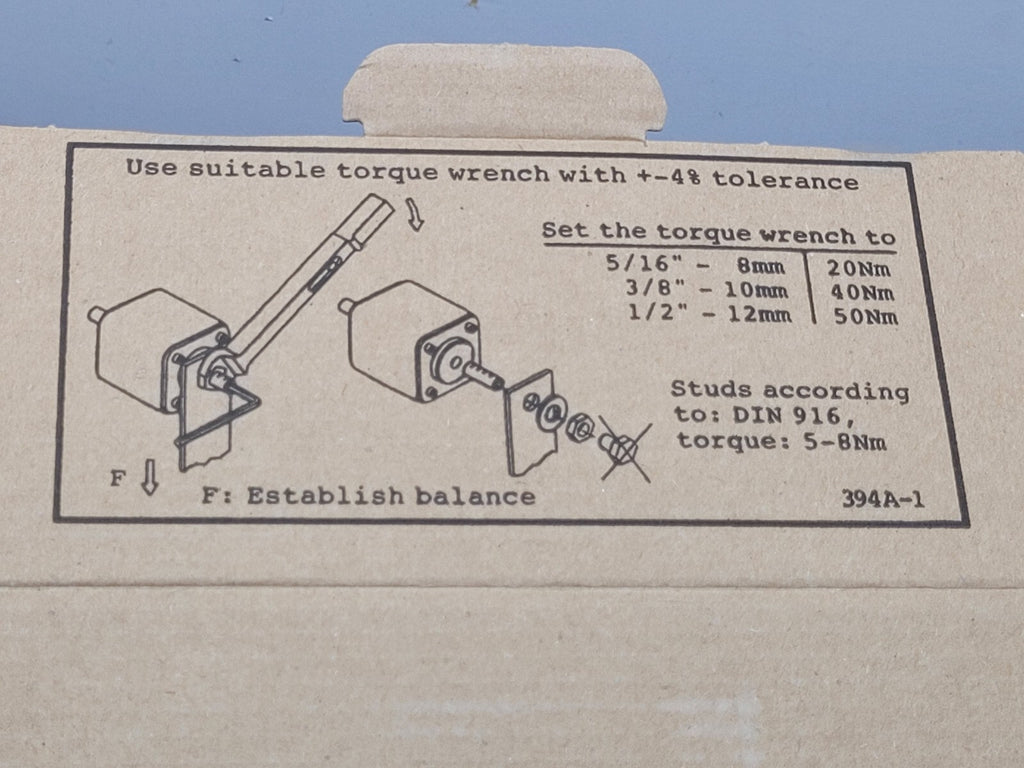 Use suitable torque wrench with +-4% tolerance
Set the torque wrench to
5/16" - 8mm 20Nm
3/8" - 10mm 40Nm
1/2" - 12mm 50Nm
Studs according
to: DIN 916,
torque: 5-8Nm
F
F: Establish balance
394A-1